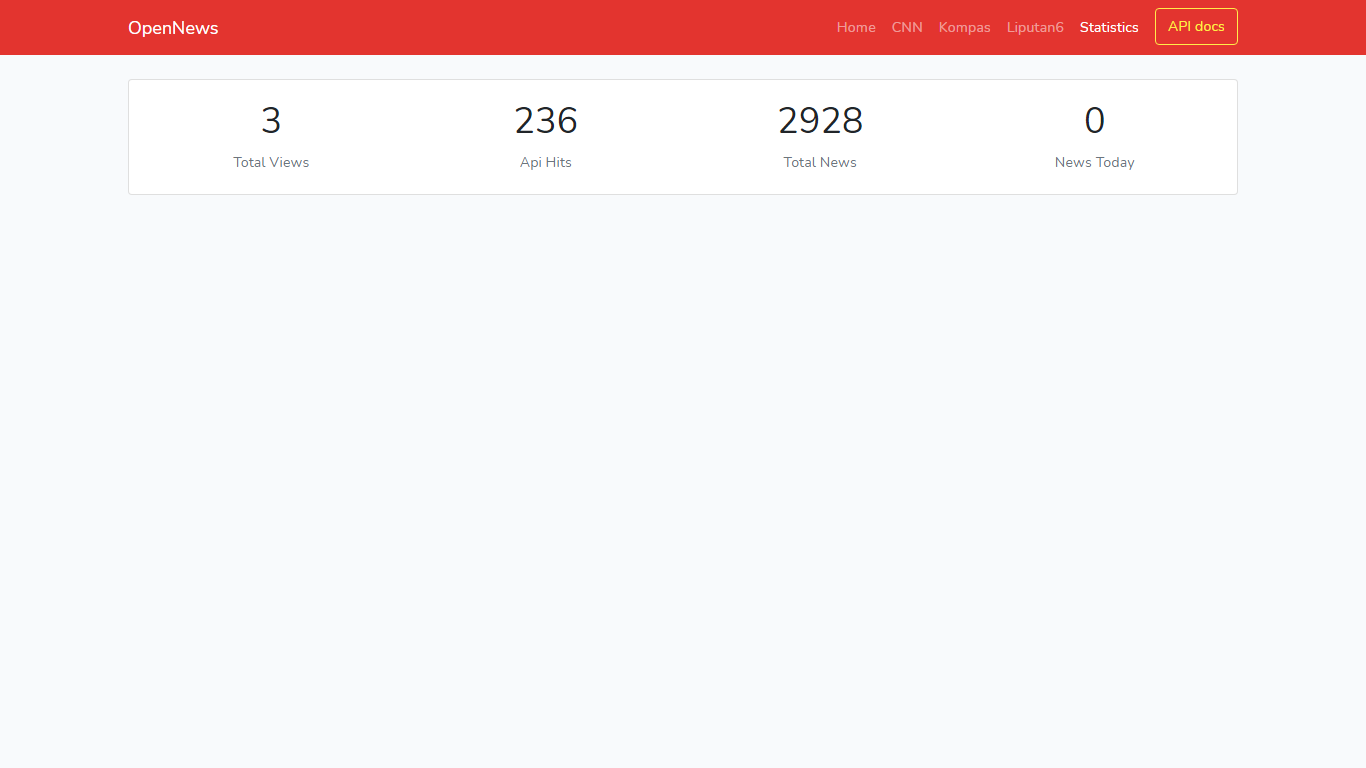 OpenNews Home CNN Kompas Liputan6 Statistics API docs
3 236 2928 0
Total Views Api Hits Total News News Today